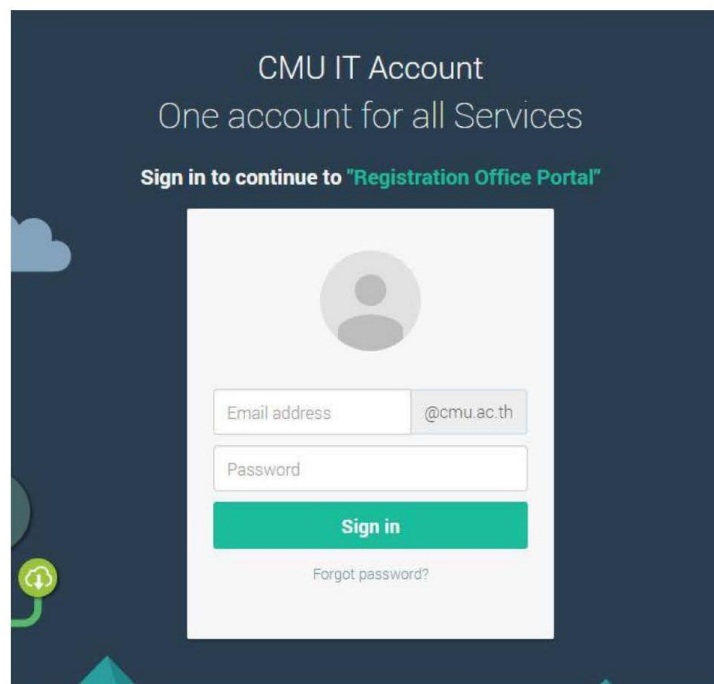 CMU IT Account
One account for all Services
Sign in to continue to "Registration Office Portal"
Email address @cmu.ac.th
Password
Sign in
Forgot password?